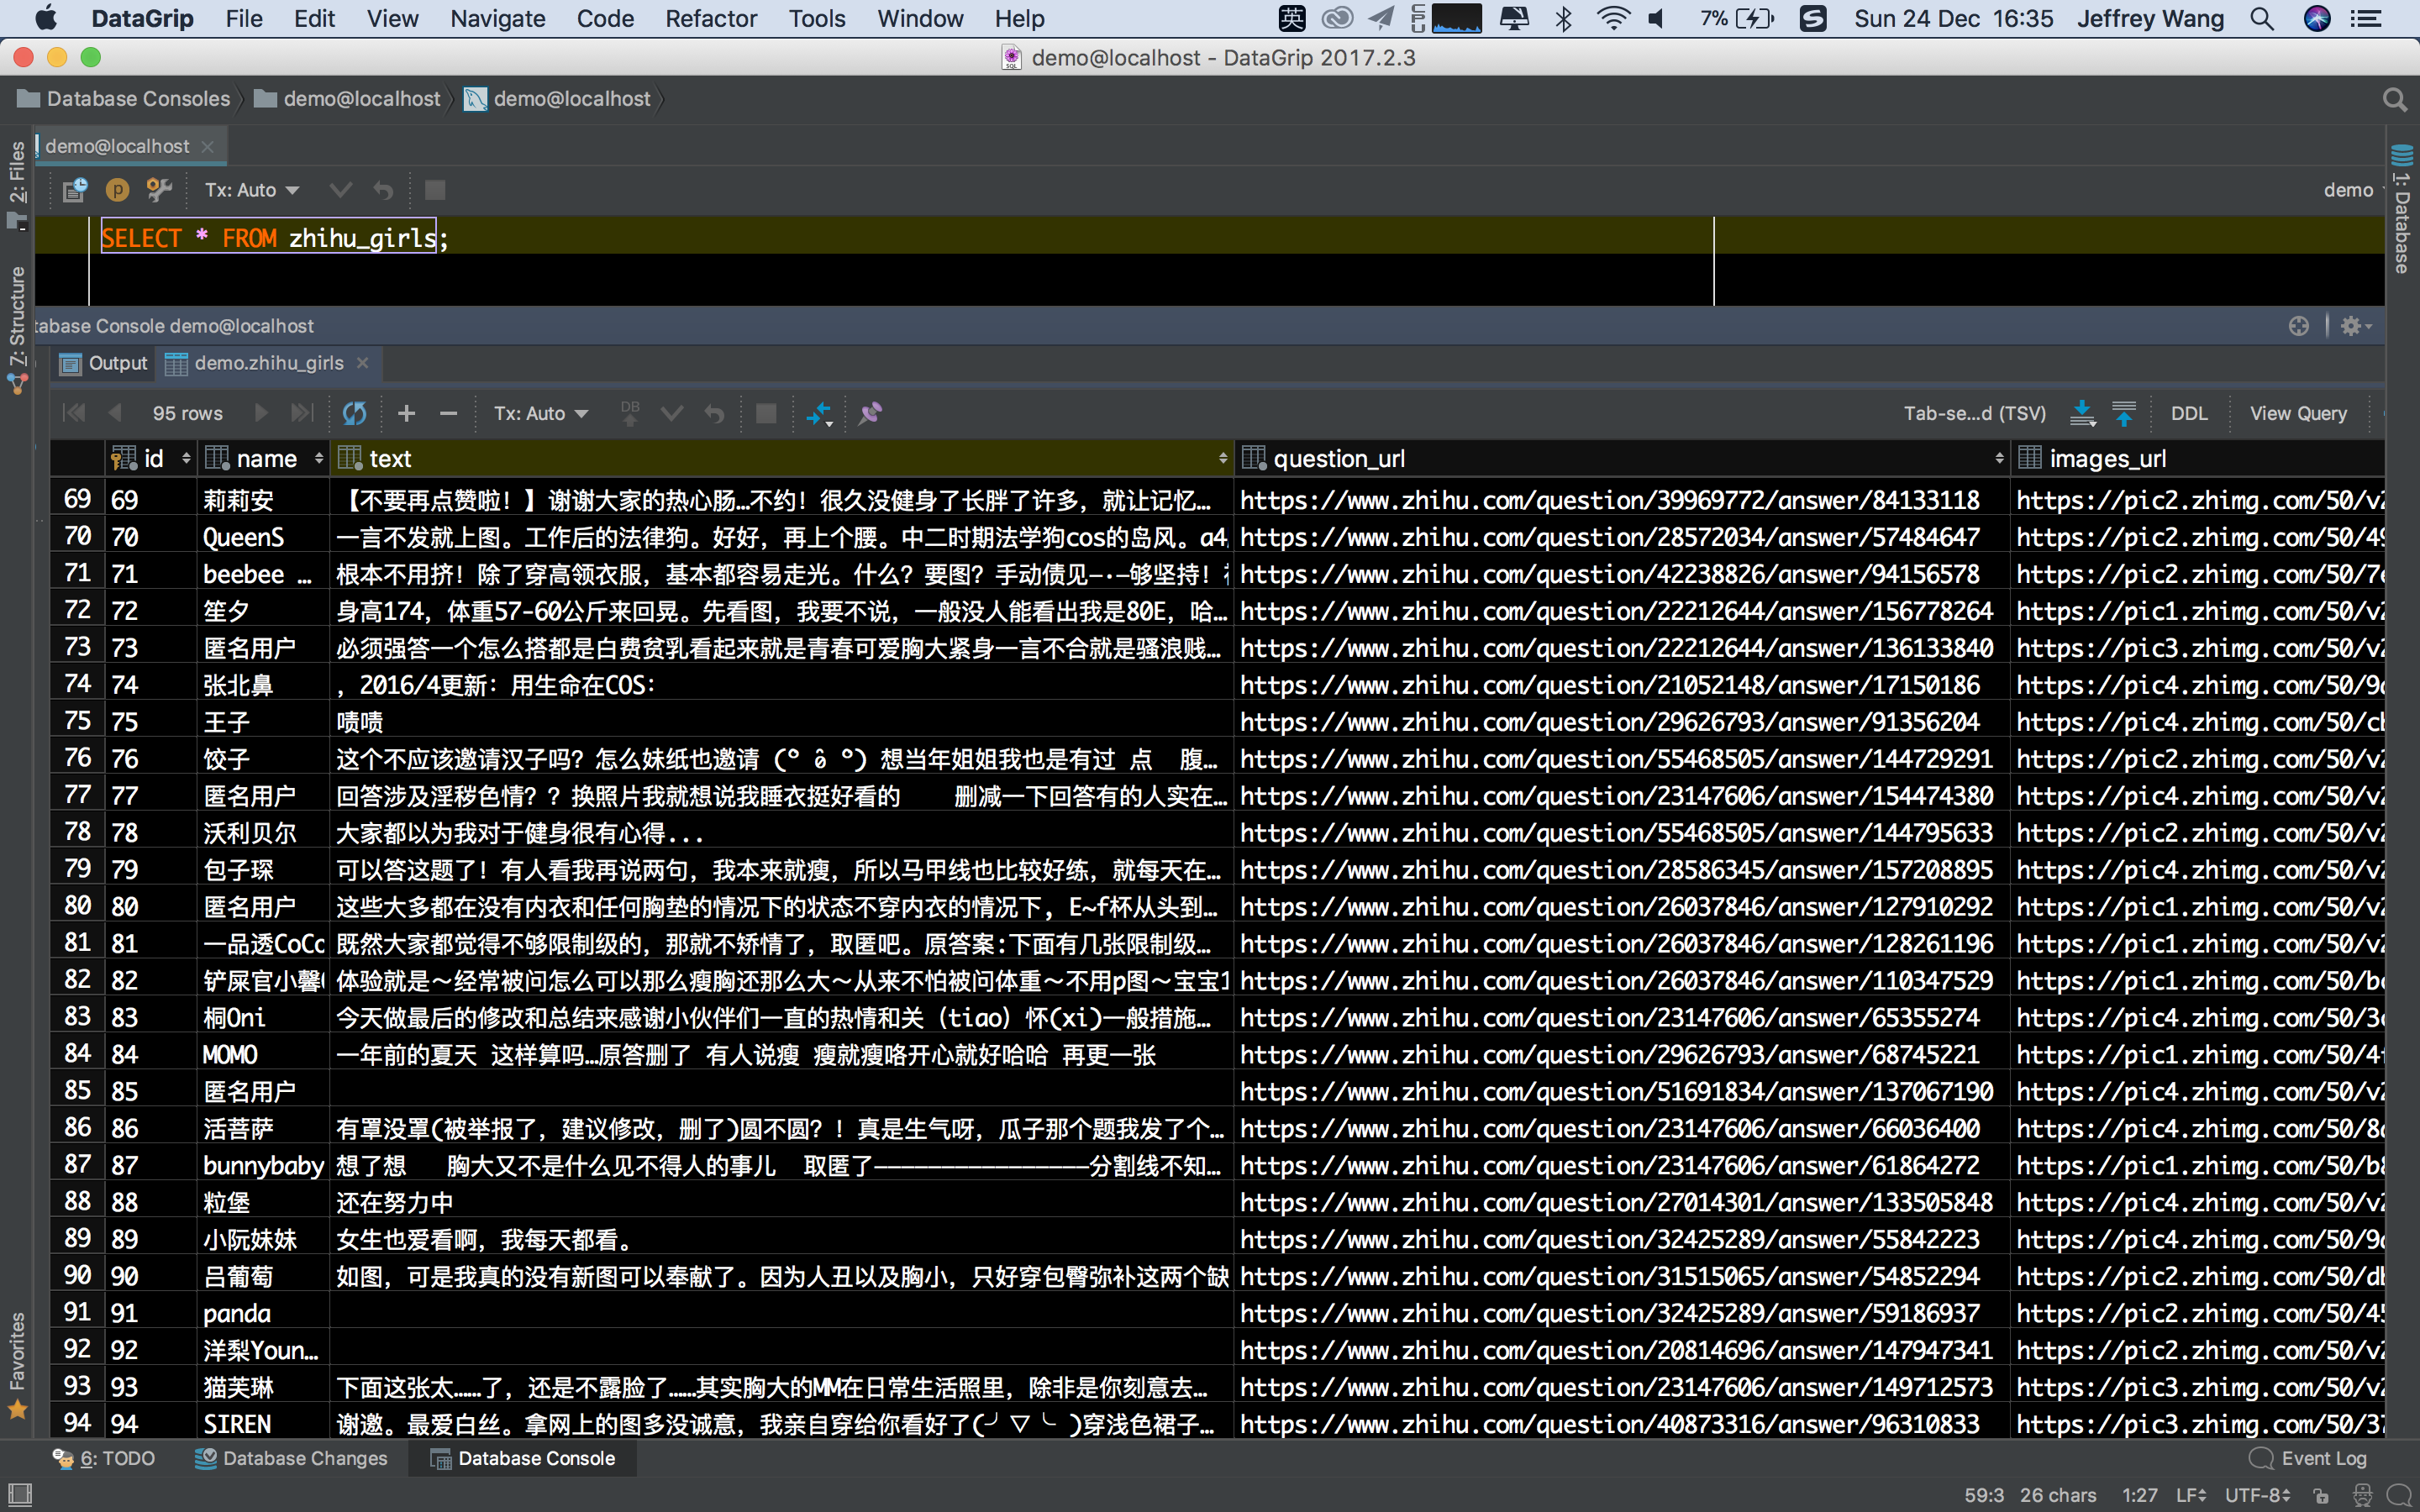 DataGrip File Edit View Navigate Code Refactor Tools Window Help 英 CPU 7% Sun 24 Dec 16:35 Jeffrey Wang
demo@localhost - DataGrip 2017.2.3
Database Consoles demo@localhost demo@localhost
demo@localhost
Tx: Auto demo
SELECT * FROM zhihu_girls;
tabase Console demo@localhost
Output demo.zhihu_girls
95 rows Tx: Auto DB Tab-se...d (TSV) DDL View Query
id name text question_url images_url
69 69 莉莉安 【不要再点赞啦！】谢谢大家的热心肠…不约！很久没健身了长胖了许多，就让记忆… https://www.zhihu.com/question/39969772/answer/84133118 https://pic2.zhimg.com/50/v2
70 70 QueenS 一言不发就上图。工作后的法律狗。好好，再上个腰。中二时期法学狗cos的岛风。a4, https://www.zhihu.com/question/28572034/answer/57484647 https://pic2.zhimg.com/50/49
71 71 beebee … 根本不用挤！除了穿高领衣服，基本都容易走光。什么？要图？手动债见—·—够坚持！ https://www.zhihu.com/question/42238826/answer/94156578 https://pic2.zhimg.com/50/7e
72 72 笙夕 身高174，体重57-60公斤来回晃。先看图，我要不说，一般没人能看出我是80E，哈… https://www.zhihu.com/question/22212644/answer/156778264 https://pic1.zhimg.com/50/v2
73 73 匿名用户 必须强答一个怎么搭都是白费贫乳看起来就是青春可爱胸大紧身一言不合就是骚浪贱… https://www.zhihu.com/question/22212644/answer/136133840 https://pic3.zhimg.com/50/v2
74 74 张北鼻 ，2016/4更新：用生命在COS： https://www.zhihu.com/question/21052148/answer/17150186 https://pic4.zhimg.com/50/9
75 75 王子 啧啧 https://www.zhihu.com/question/29626793/answer/91356204 https://pic4.zhimg.com/50/cb
76 76 饺子 这个不应该邀请汉子吗？怎么妹纸也邀请 (º ô º) 想当年姐姐我也是有过 点 腹… https://www.zhihu.com/question/55468505/answer/144729291 https://pic4.zhimg.com/50/v2
77 77 匿名用户 回答涉及淫秽色情？？换照片我就想说我睡衣挺好看的 删减一下回答有的人实在… https://www.zhihu.com/question/23147606/answer/154474380 https://pic4.zhimg.com/50/v2
78 78 沃利贝尔 大家都以为我对于健身很有心得... https://www.zhihu.com/question/55468505/answer/144795633 https://pic2.zhimg.com/50/v2
79 79 包子琛 可以答这题了！有人看我再说两句，我本来就瘦，所以马甲线也比较好练，就每天在… https://www.zhihu.com/question/28586345/answer/157208895 https://pic4.zhimg.com/50/v2
80 80 匿名用户 这些大多都在没有内衣和任何胸垫的情况下的状态不穿内衣的情况下，E~f杯从头到… https://www.zhihu.com/question/26037846/answer/127910292 https://pic1.zhimg.com/50/v2
81 81 一品透CoCo 既然大家都觉得不够限制级的，那就不矫情了，取匿吧。原答案:下面有几张限制级… https://www.zhihu.com/question/26037846/answer/128261196 https://pic1.zhimg.com/50/v2
82 82 铲屎官小馨 体验就是～经常被问怎么可以那么瘦胸还那么大～从来不怕被问体重～不用p图～宝宝1 https://www.zhihu.com/question/26037846/answer/110347529 https://pic1.zhimg.com/50/b
83 83 桐Oni 今天做最后的修改和总结来感谢小伙伴们一直的热情和关（tiao）怀(xi)一般措施… https://www.zhihu.com/question/23147606/answer/65355274 https://pic4.zhimg.com/50/3
84 84 MOMO 一年前的夏天 这样算吗…原答删了 有人说瘦 瘦就瘦咯开心就好哈哈 再更一张 https://www.zhihu.com/question/29626793/answer/68745221 https://pic1.zhimg.com/50/4f
85 85 匿名用户 https://www.zhihu.com/question/51691834/answer/137067190 https://pic4.zhimg.com/50/v2
86 86 活菩萨 有罩没罩(被举报了，建议修改，删了)圆不圆？！真是生气呀，瓜子那个题我发了个… https://www.zhihu.com/question/23147606/answer/66036400 https://pic4.zhimg.com/50/8
87 87 bunnybaby 想了想 胸大又不是什么见不得人的事儿 取匿了————————————————分割线不知… https://www.zhihu.com/question/23147606/answer/61864272 https://pic1.zhimg.com/50/b8
88 88 粒堡 还在努力中 https://www.zhihu.com/question/27014301/answer/133505848 https://pic4.zhimg.com/50/v2
89 89 小阮妹妹 女生也爱看啊，我每天都看。 https://www.zhihu.com/question/32425289/answer/55842223 https://pic4.zhimg.com/50/9
90 90 吕葡萄 如图，可是我真的没有新图可以奉献了。因为人丑以及胸小，只好穿包臀弥补这两个缺 https://www.zhihu.com/question/31515065/answer/54852294 https://pic2.zhimg.com/50/db
91 91 panda https://www.zhihu.com/question/32425289/answer/59186937 https://pic2.zhimg.com/50/45
92 92 洋梨Youn… https://www.zhihu.com/question/20814696/answer/147947341 https://pic2.zhimg.com/50/v2
93 93 猫芙琳 下面这张太……了，还是不露脸了……其实胸大的MM在日常生活照里，除非是你刻意去… https://www.zhihu.com/question/23147606/answer/149712573 https://pic3.zhimg.com/50/v2
94 94 SIREN 谢邀。最爱白丝。拿网上的图多没诚意，我亲自穿给你看好了(╯▽╰ )穿浅色裙子… https://www.zhihu.com/question/40873316/answer/96310833 https://pic3.zhimg.com/50/37
2: Files
7: Structure
Favorites
1: Database
6: TODO Database Changes Database Console Event Log
59:3 26 chars 1:27 LF UTF-8